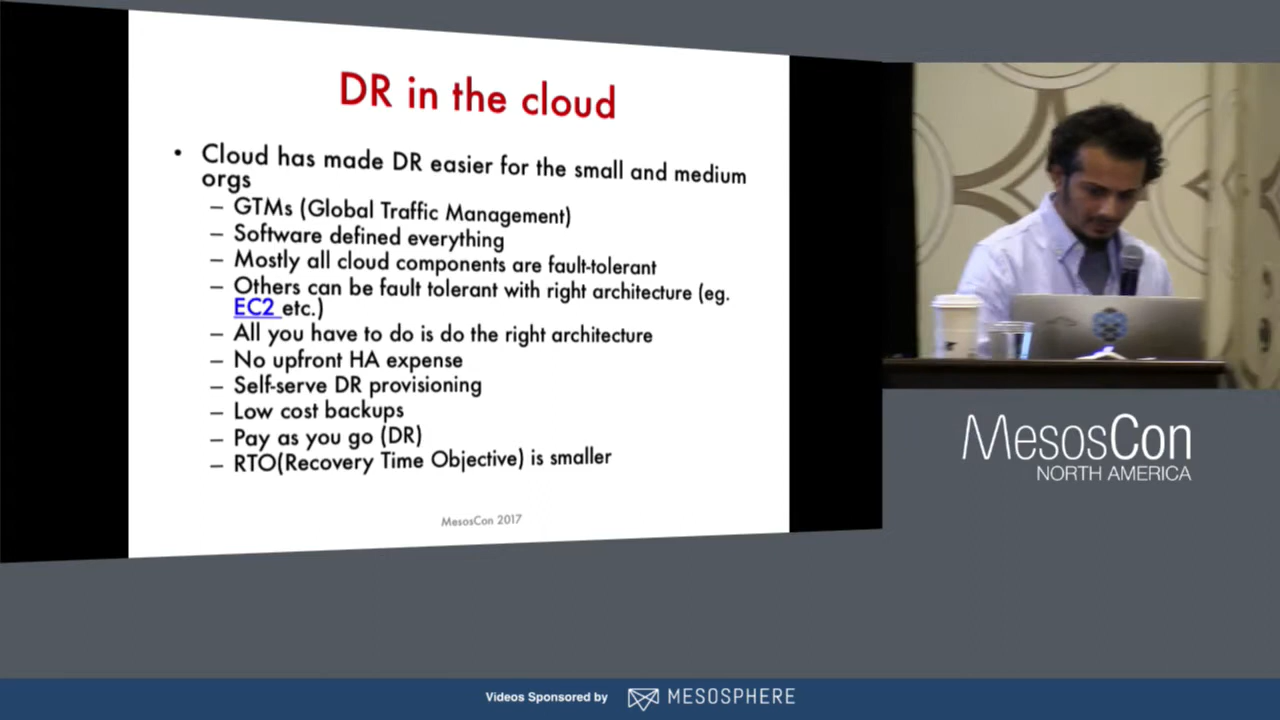 DR in the cloud
• Cloud has made DR easier for the small and medium
orgs
– GTMs (Global Traffic Management)
– Software defined everything
– Mostly all cloud components are fault-tolerant
– Others can be fault tolerant with right architecture (eg.
EC2 etc.)
– All you have to do is do the right architecture
– No upfront HA expense
– Self-serve DR provisioning
– Low cost backups
– Pay as you go (DR)
– RTO(Recovery Time Objective) is smaller
MesosCon 2017
MesosCon
NORTH AMERICA
Videos Sponsored by MESOSPHERE